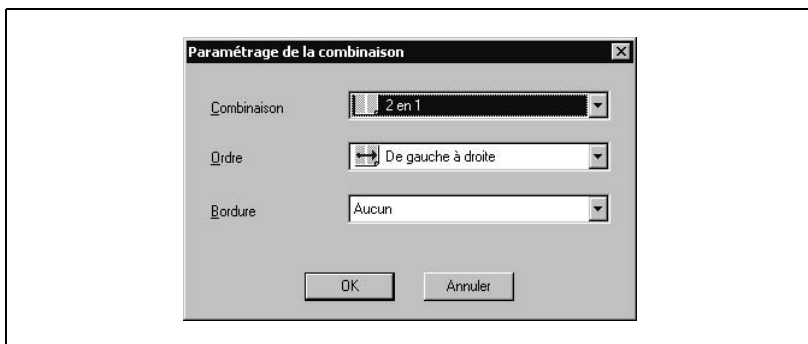 Paramétrage de la combinaison
Combinaison 2 en 1
Ordre De gauche à droite
Bordure Aucun
OK Annuler